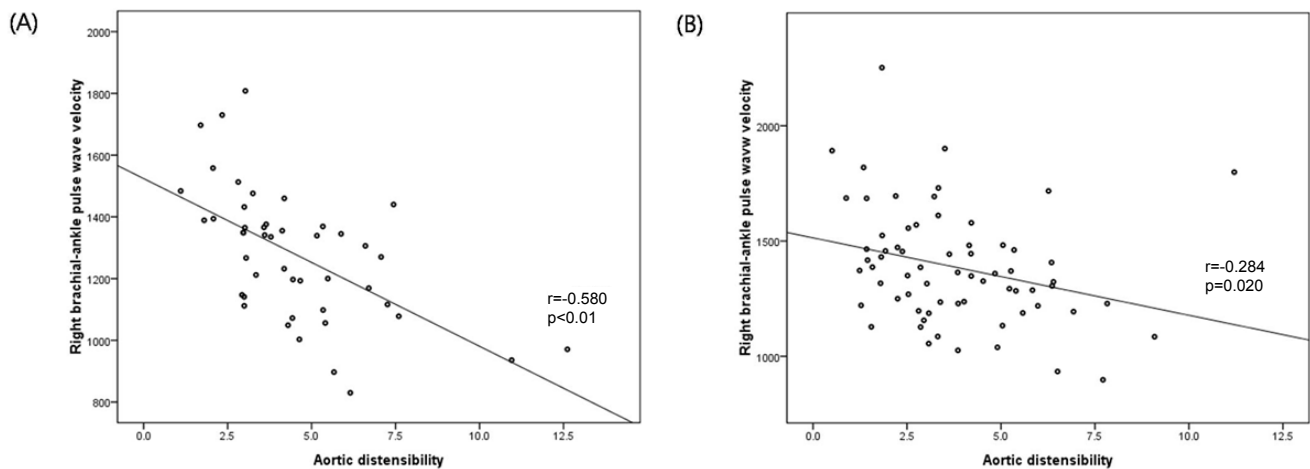 (A)
Right brachial-ankle pulse wave velocity
2000
1800
1600
1400
1200
1000
800
0.0 2.5 5.0 7.5 10.0 12.5
Aortic distensibility
r=-0.580
p<0.01
(B)
Right brachial-ankle pulse wavw velocity
2000
1500
1000
0.0 2.5 5.0 7.5 10.0 12.5
Aortic distensibility
r=-0.284
p=0.020